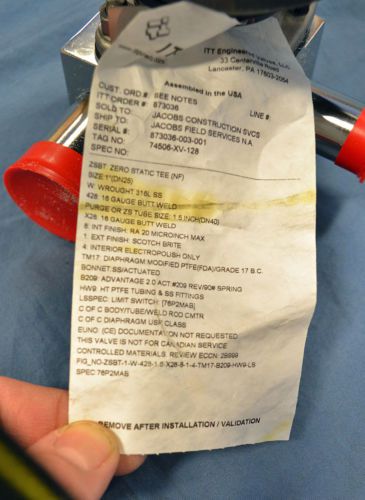 ITT
ITT Engineered Valves, LLC
33 Centerville Road
Lancaster, PA 17603-2064
Assembled in the USA
CUST. ORD.#: SEE NOTES
ITT ORDER #: 873036 LINE #:
SOLD TO: JACOBS CONSTRUCTION SVCS
SHIP TO: JACOBS FIELD SERVICES N.A
SERIAL #: 873036-003-001
TAG NO: 74506-XV-128
SPEC NO:
ZSBT: ZERO STATIC TEE (NF)
SIZE:1"(DN25)
W: WROUGHT 316L SS
428: 16 GAUGE BUTT WELD
PURGE OR ZS TUBE SIZE: 1.5,INCH(DN40)
X28: 16 GAUGE BUTT WELD
8: INT FINISH: RA 20 MICROINCH MAX
1: EXT FINISH: SCOTCH BRITE
4: INTERIOR ELECTROPOLISH ONLY
TM17: DIAPHRAGM:MODIFIED PTFE(FDA)/GRADE 17 B.C.
BONNET:SS/ACTUATED
B209: ADVANTAGE 2.0 ACT.#209 REV/90# SPRING
HW9: HT PTFE TUBING & SS FITTINGS
LSSPEC: LIMIT SWITCH: [76P2MAB]
C OF C BODY/TUBE/WELD ROD CMTR
C OF C DIAPHRAGM USP CLASS
EUNO: (CE) DOCUMENTATION NOT REQUESTED
THIS VALVE IS NOT FOR CANADIAN SERVICE
CONTROLLED MATERIALS: REVIEW ECCN: 2B999
FIG_NO-ZSBT-1-W-428-1.5-X28-8-1-4-TM17-B209-HW9-LS
SPEC 76P2MAB
REMOVE AFTER INSTALLATION / VALIDATION